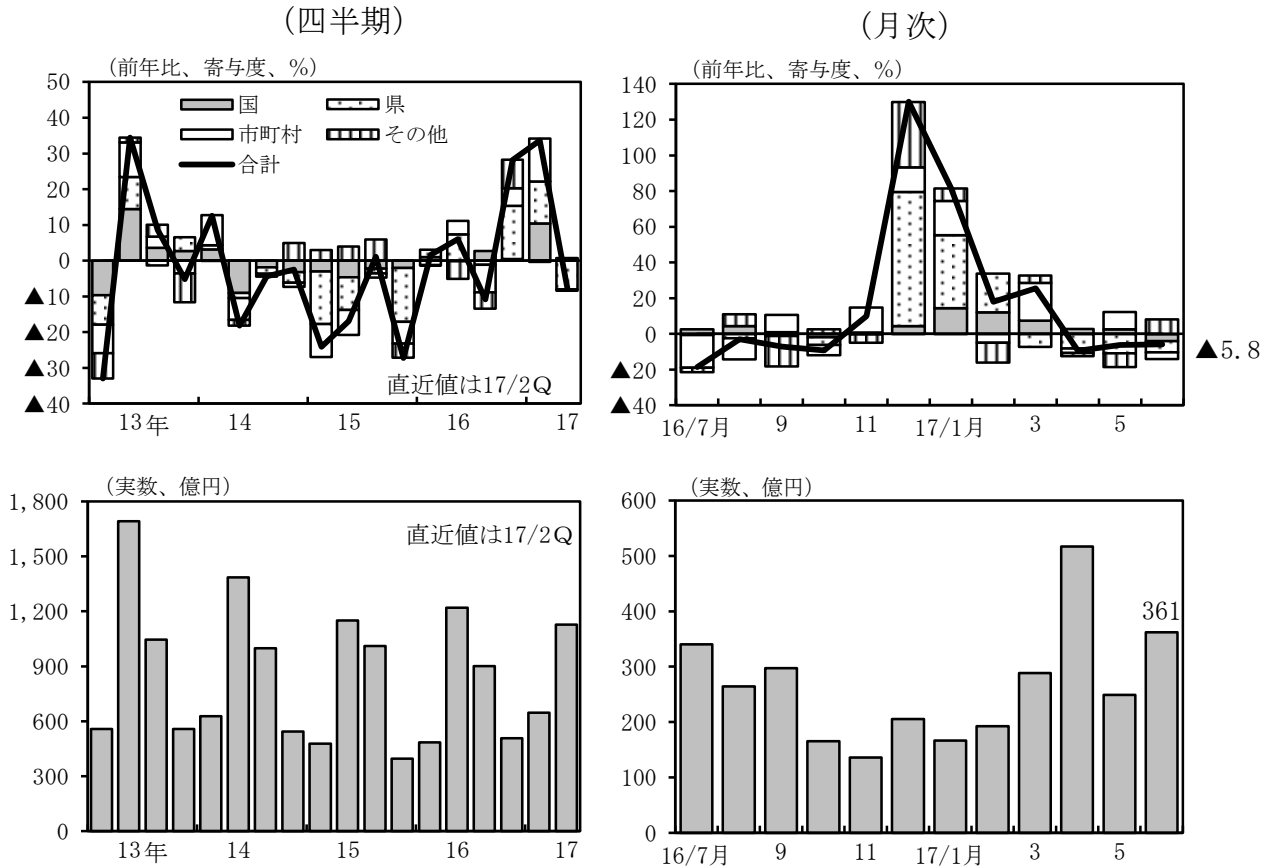 (四半期)
(前年比、寄与度、%)
50
40
30
20
10
0
▲10
▲20
▲30
▲40
国
県
市町村
その他
合計
直近値は17/2Q
13年
14
15
16
17
(月次)
(前年比、寄与度、%)
140
120
100
80
60
40
20
0
▲20
▲40
▲5.8
16/7月
9
11
17/1月
3
5
(実数、億円)
1,800
1,500
1,200
900
600
300
0
直近値は17/2Q
13年
14
15
16
17
(実数、億円)
600
500
400
300
200
100
0
361
16/7月
9
11
17/1月
3
5